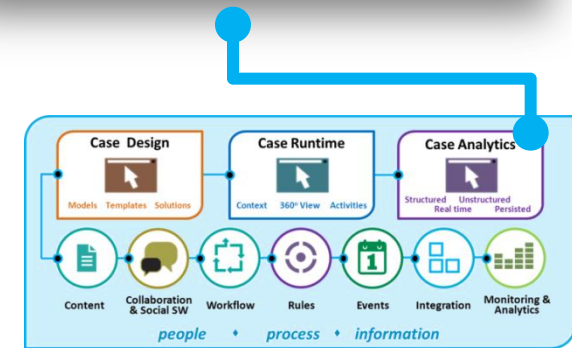 Case Design
Case Runtime
Case Analytics
Models Templates Solutions
Context 360° View Activities
Structured Unstructured
Real time Persisted
1
Content
Collaboration
& Social SW
Workflow
Rules
Events
Integration
Monitoring &
Analytics
people • process • information